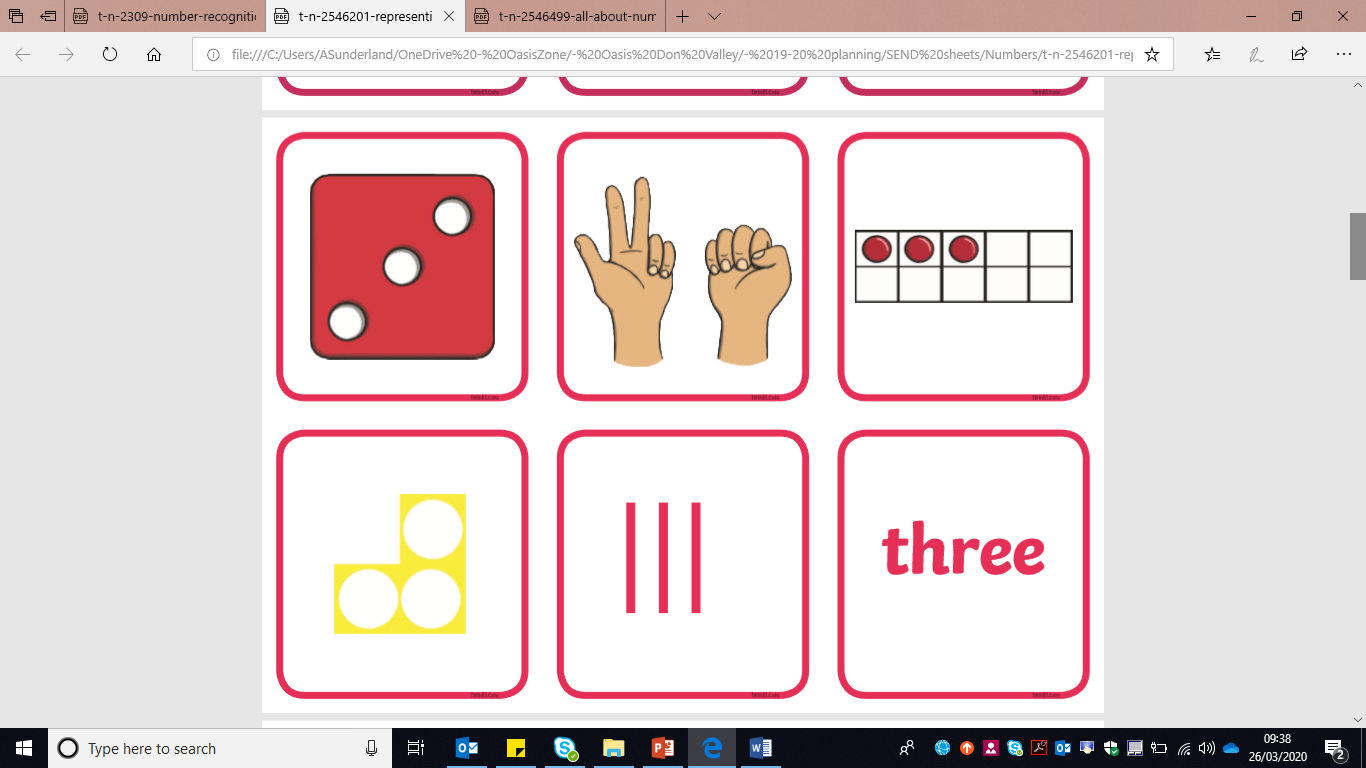 t-n-2309-number-recogniti
t-n-2546201-representi
t-n-2546499-all-about-num
file:///C:/Users/ASunderland/OneDrive%20-%20OasisZone/-%20Oasis%20Don%20Valley/-%2019-20%20planning/SEND%20sheets/Numbers/t-n-2546201-rep
three
Type here to search
09:38
26/03/2020
2